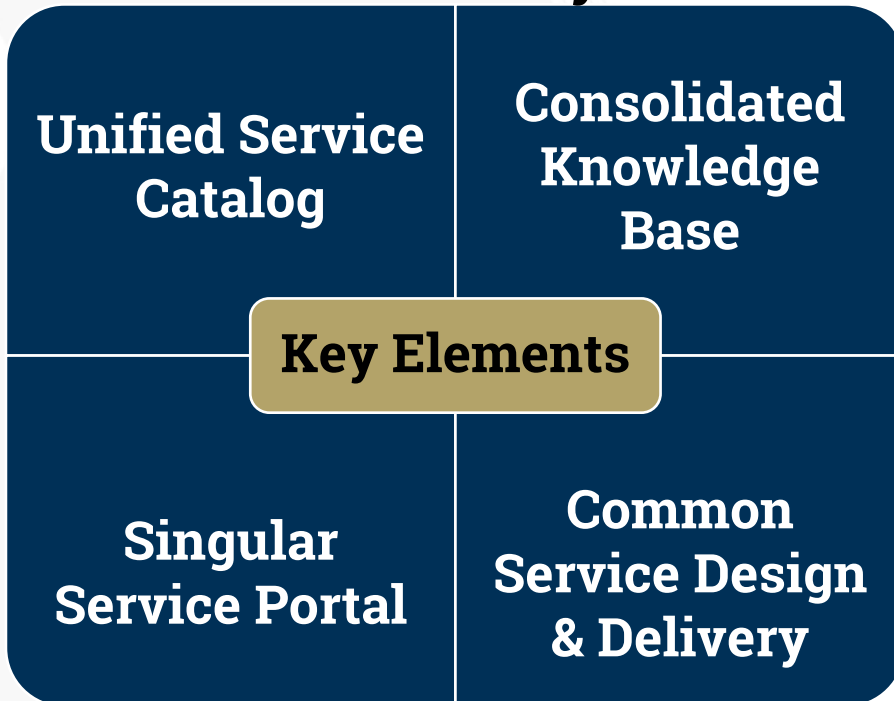 Unified Service
Catalog
Consolidated
Knowledge
Base
Key Elements
Singular
Service Portal
Common
Service Design
& Delivery